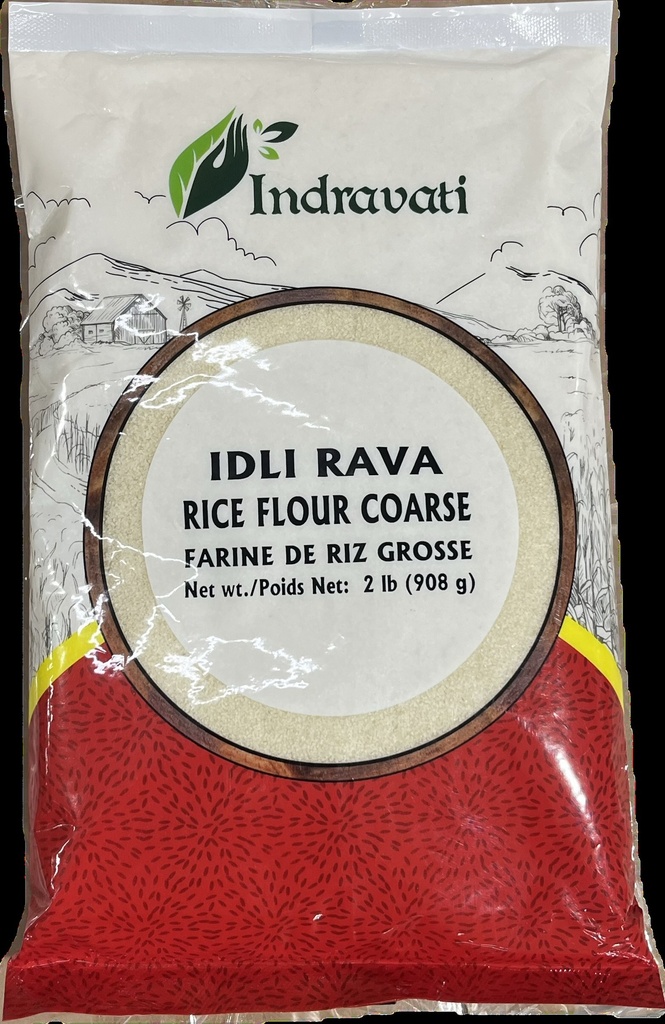 Indravati
IDLI RAVA
RICE FLOUR COARSE
FARINE DE RIZ GROSSE
Net wt./Poids Net: 2 lb (908 g)